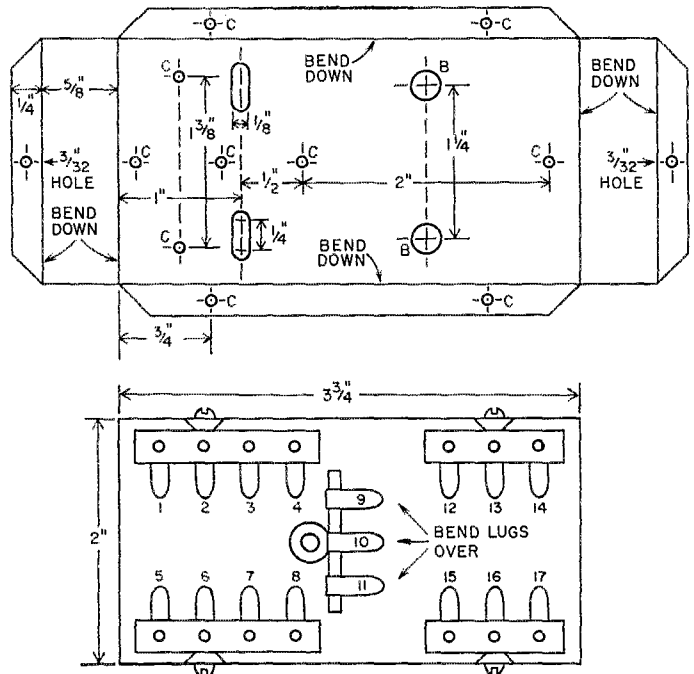 C
C
5/8"
BEND
DOWN
B
BEND
DOWN
C
1/4"
1 3/8"
1/8"
1 1/4"
3/32"
HOLE
C
C
C
C
3/32"
HOLE
1/2"
2"
1"
BEND
DOWN
C
1/4"
BEND
DOWN
B
C
C
3/4"
3 3/4"
2"
1 2 3 4
12 13 14
9
10
11
BEND LUGS
OVER
5 6 7 8
15 16 17